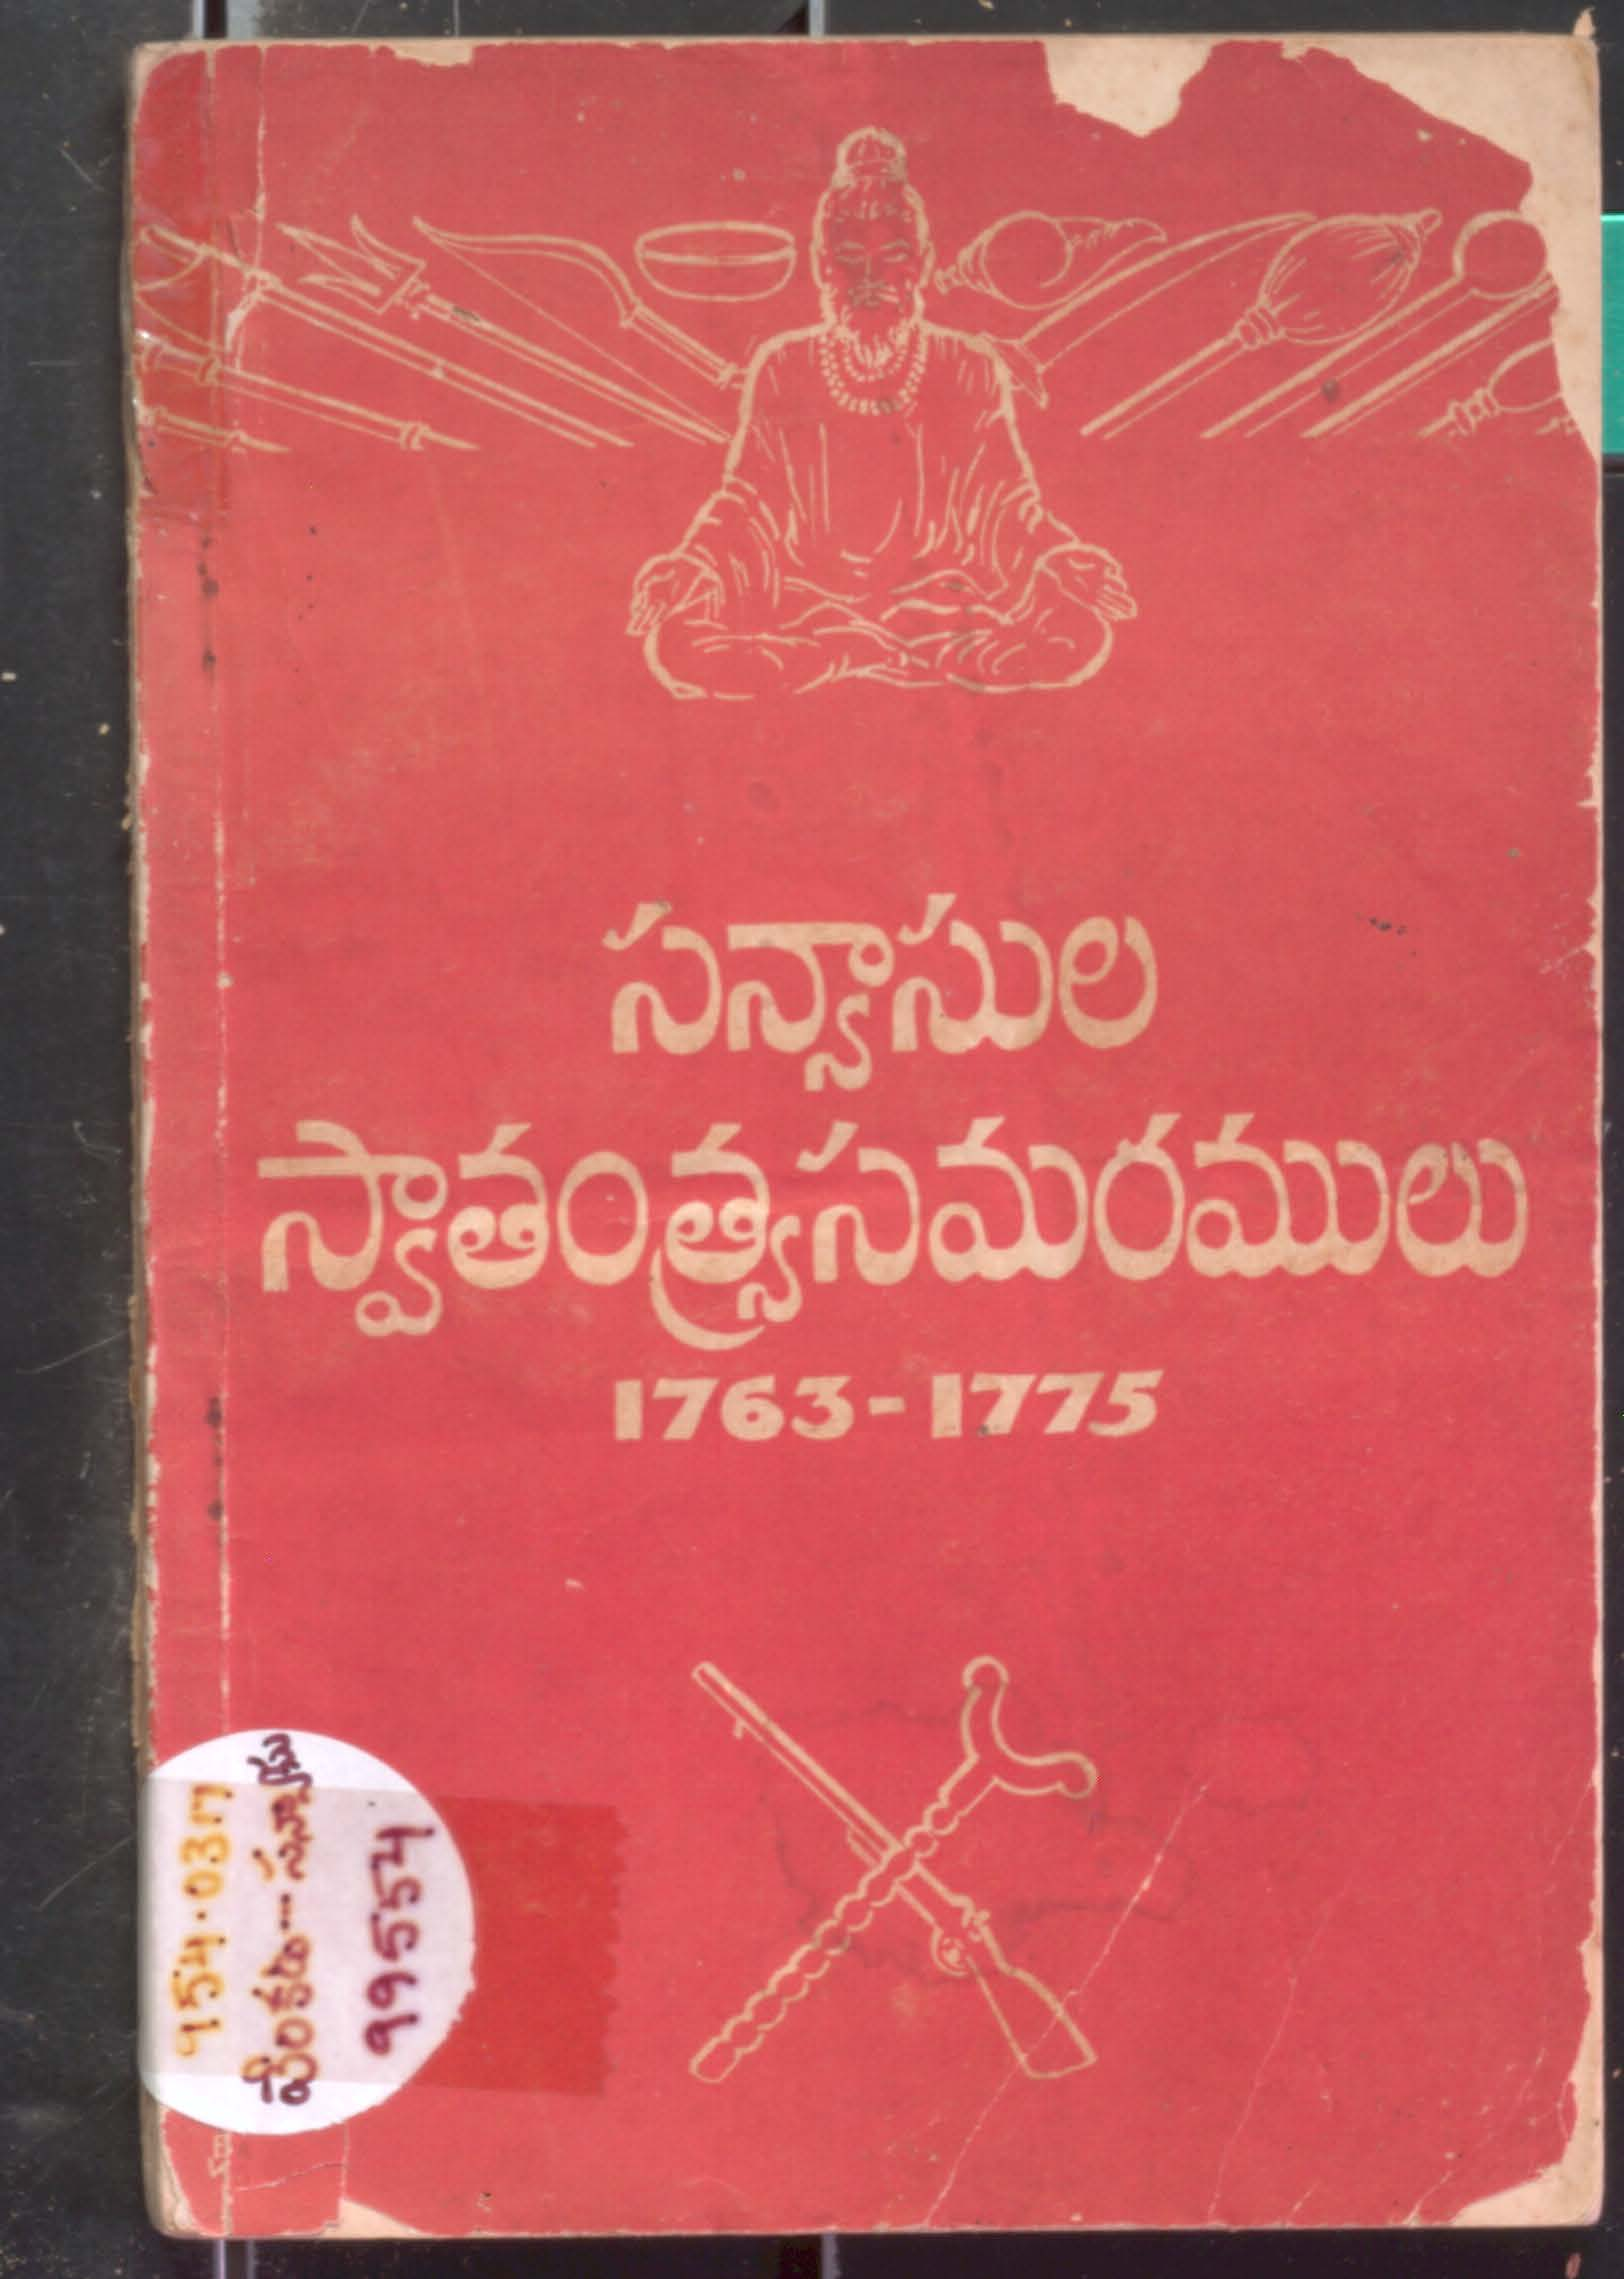 సన్యాసుల
స్వాతంత్ర్యసమరములు
1763-1775
954.0317
వెంకట---సన్యాసు
99554